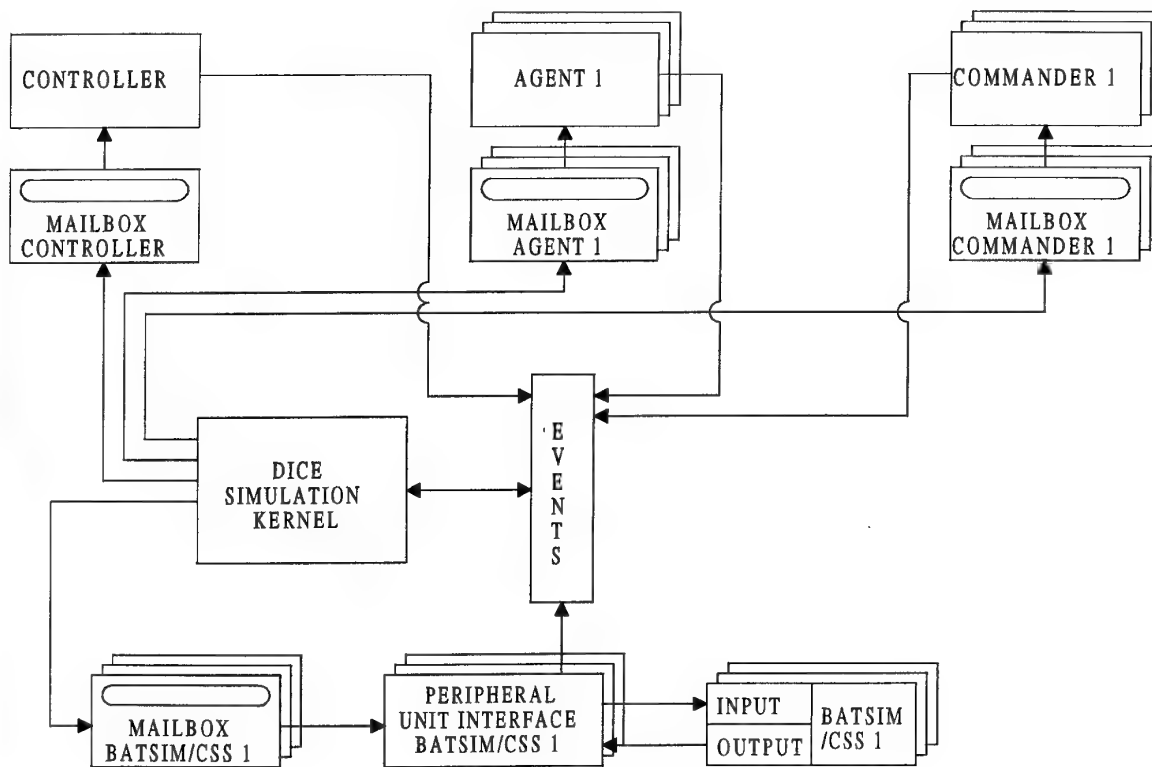 CONTROLLER
AGENT 1
COMMANDER 1
MAILBOX
CONTROLLER
MAILBOX
AGENT 1
MAILBOX
COMMANDER 1
DICE
SIMULATION
KERNEL
E
V
E
N
T
S
MAILBOX
BATSIM/CSS 1
PERIPHERAL
UNIT INTERFACE
BATSIM/CSS 1
INPUT
OUTPUT
BATSIM
/CSS 1